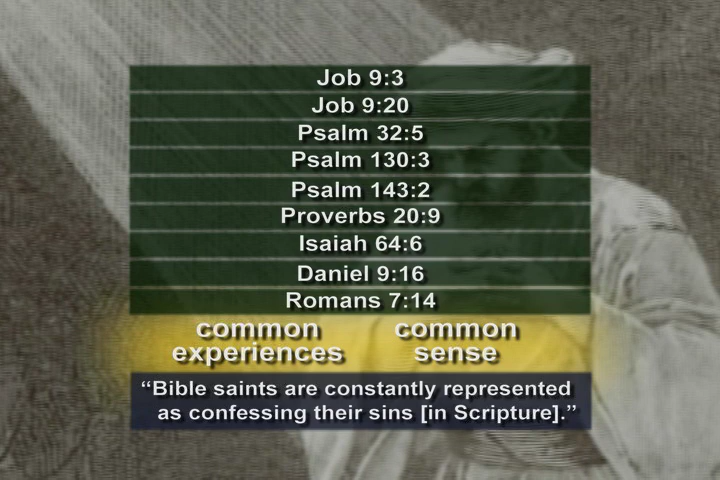 Job 9:3
Job 9:20
Psalm 32:5
Psalm 130:3
Psalm 143:2
Proverbs 20:9
Isaiah 64:6
Daniel 9:16
Romans 7:14
common experiences
common sense
“Bible saints are constantly represented
as confessing their sins [in Scripture].”